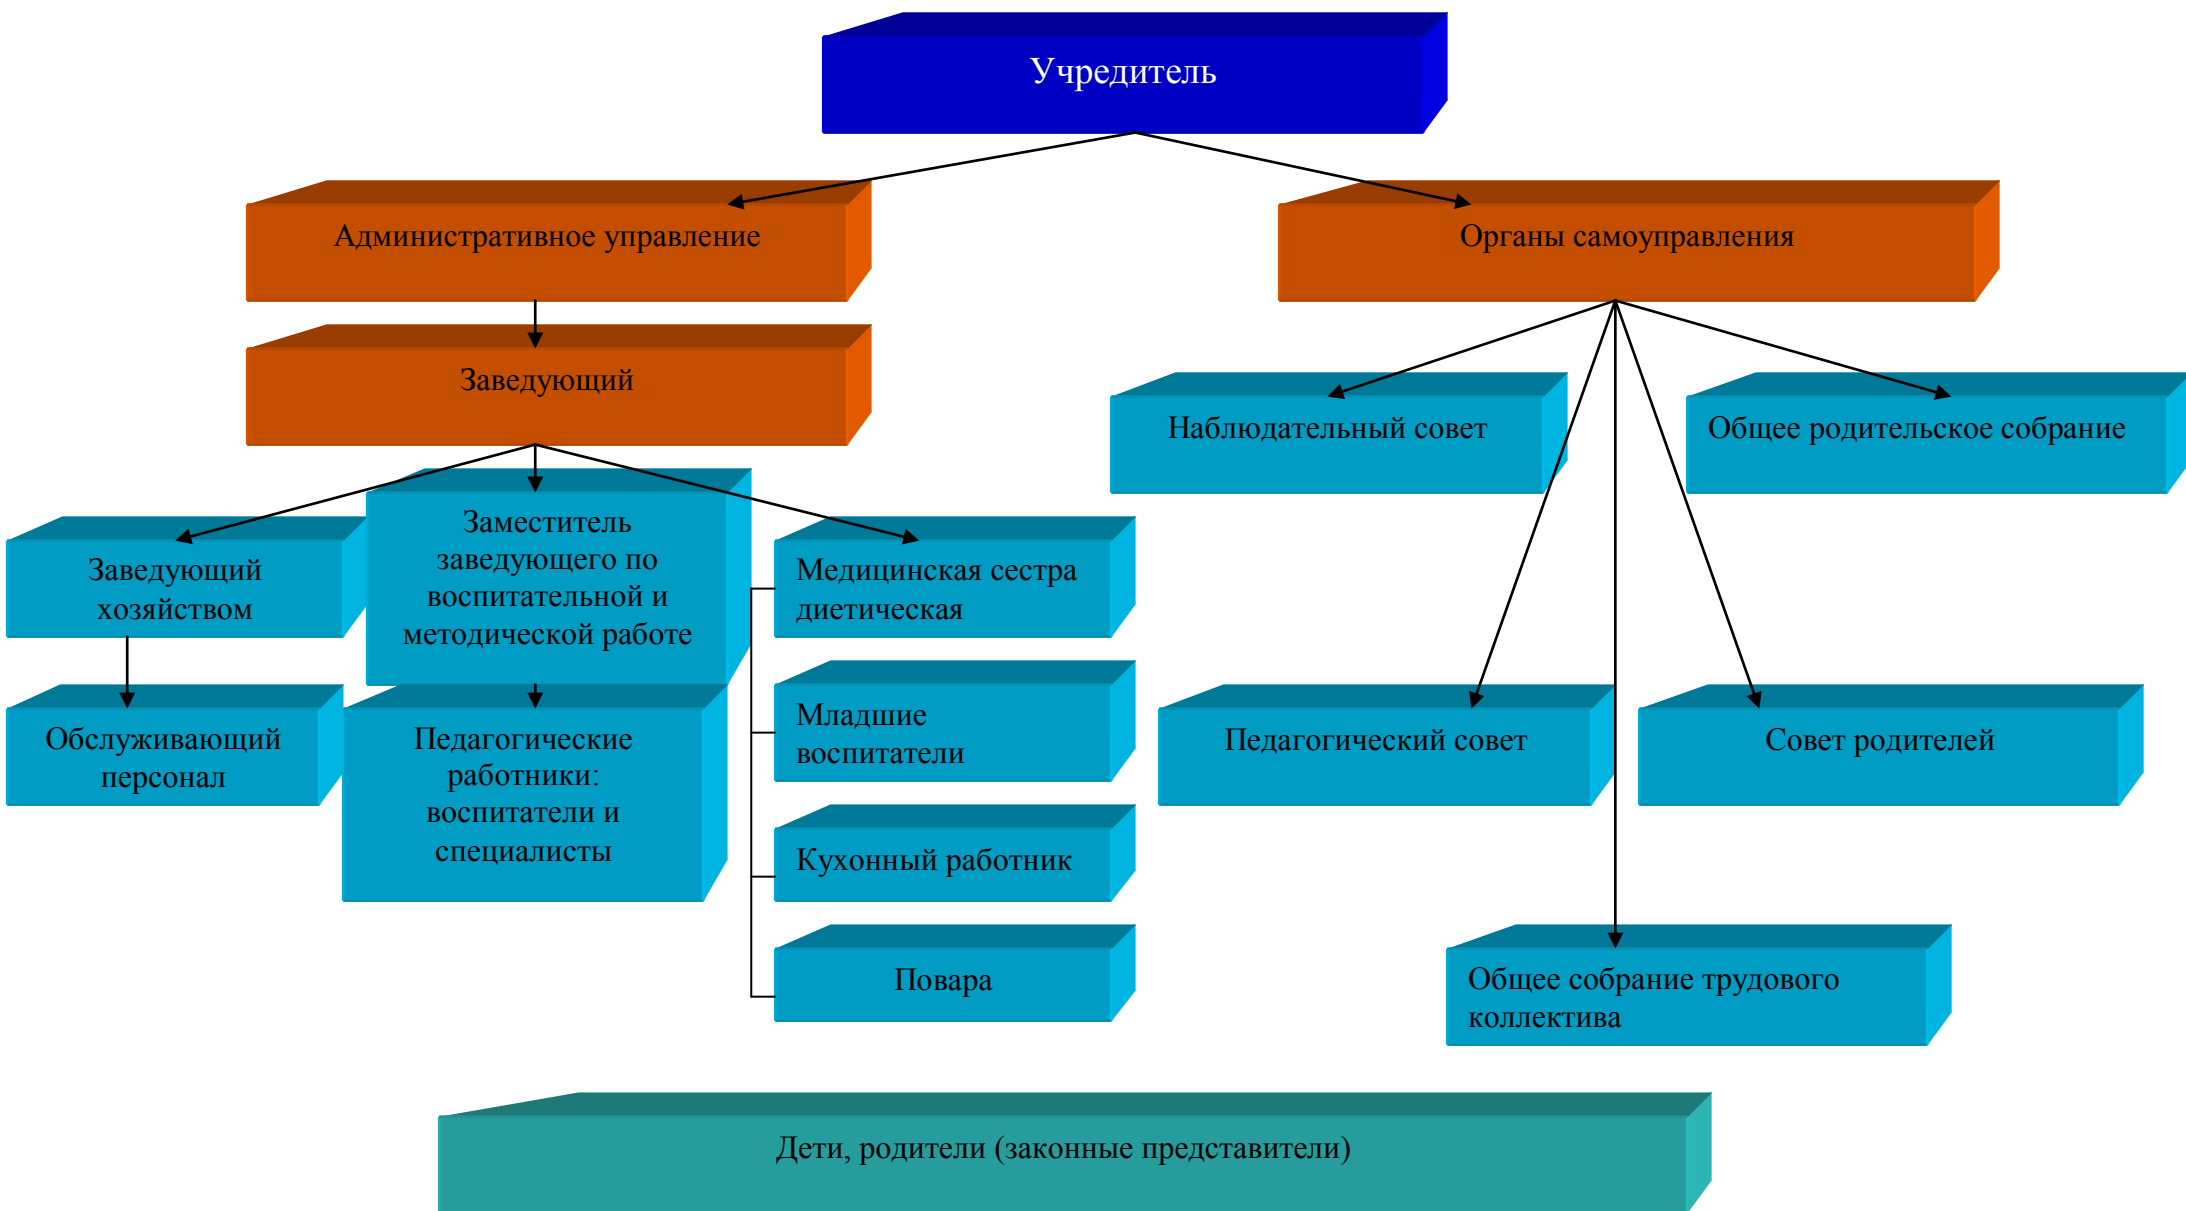 Учредитель
Административное управление
Органы самоуправления
Заведующий
Наблюдательный совет
Общее родительское собрание
Заведующий
хозяйством
Заместитель
заведующего по
воспитательной и
методической работе
Медицинская сестра
диетическая
Обслуживающий
персонал
Педагогические
работники:
воспитатели и
специалисты
Младшие
воспитатели
Педагогический совет
Совет родителей
Кухонный работник
Повара
Общее собрание трудового
коллектива
Дети, родители (законные представители)